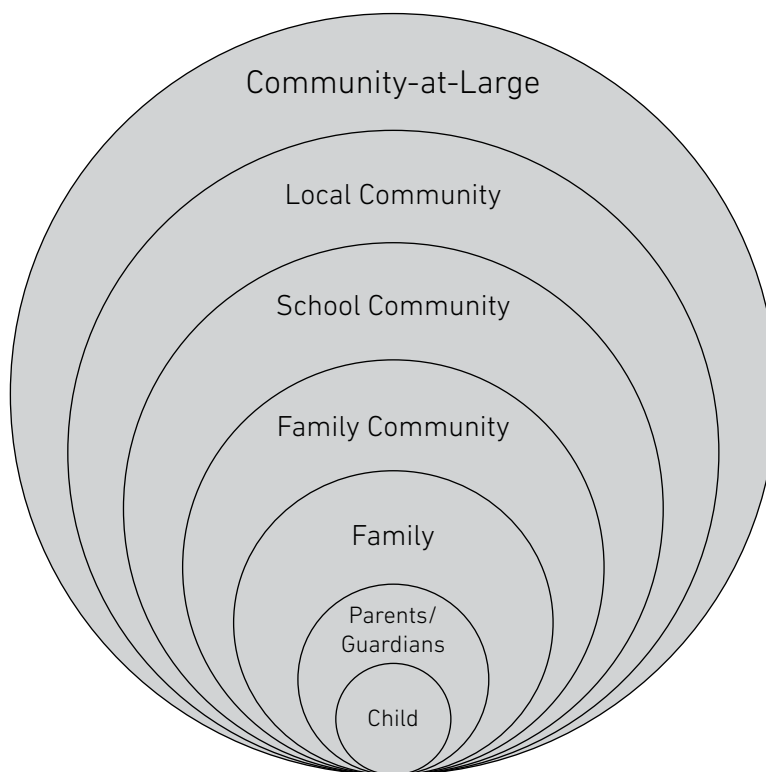 Community-at-Large
Local Community
School Community
Family Community
Family
Parents/
Guardians
Child